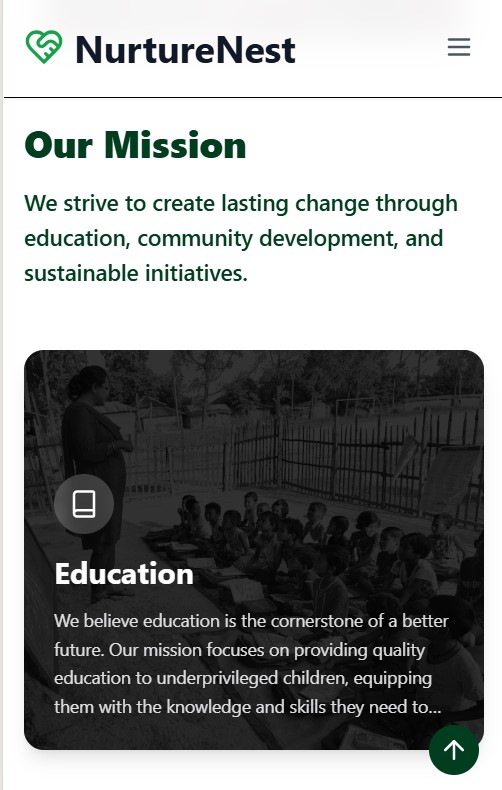 NurtureNest
Our Mission
We strive to create lasting change through
education, community development, and
sustainable initiatives.
Education
We believe education is the cornerstone of a better
future. Our mission focuses on providing quality
education to underprivileged children, equipping
them with the knowledge and skills they need to...